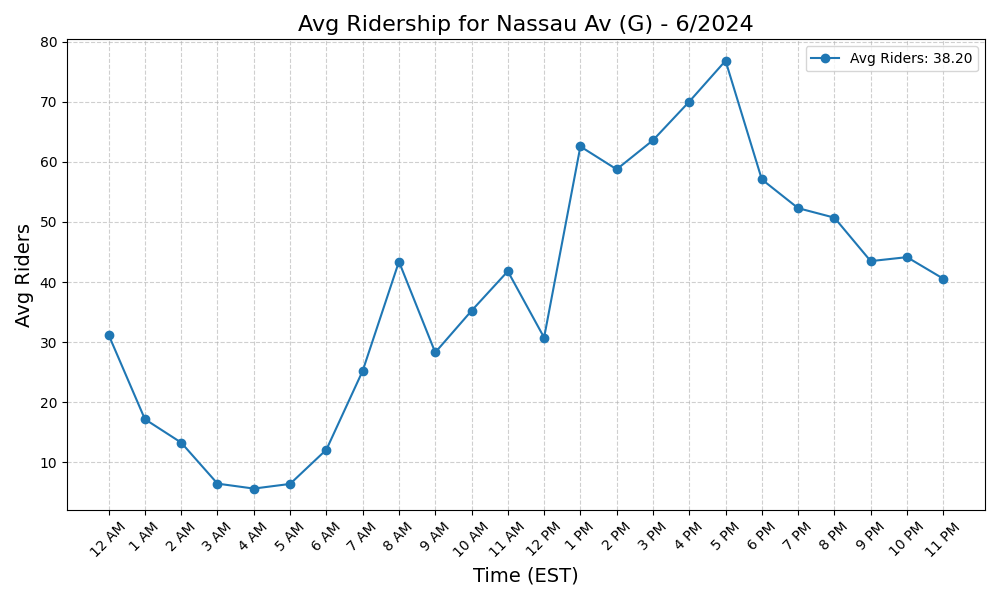 Avg Ridership for Nassau Av (G) - 6/2024
Avg Riders: 38.20
Avg Riders
80
70
60
50
40
30
20
10
12 AM
1 AM
2 AM
3 AM
4 AM
5 AM
6 AM
7 AM
8 AM
9 AM
10 AM
11 AM
12 PM
1 PM
2 PM
3 PM
4 PM
5 PM
6 PM
7 PM
8 PM
9 PM
10 PM
11 PM
Time (EST)